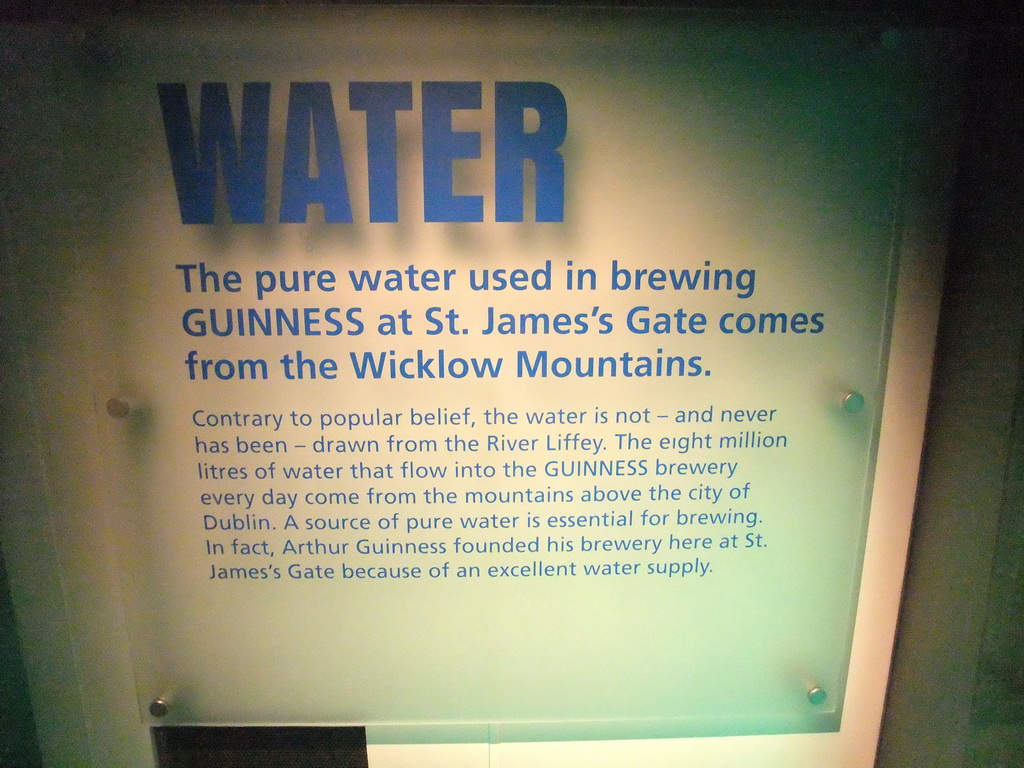 WATER
The pure water used in brewing
GUINNESS at St. James's Gate comes
from the Wicklow Mountains.
Contrary to popular belief, the water is not – and never
has been – drawn from the River Liffey. The eight million
litres of water that flow into the GUINNESS brewery
every day come from the mountains above the city of
Dublin. A source of pure water is essential for brewing.
In fact, Arthur Guinness founded his brewery here at St.
James's Gate because of an excellent water supply.